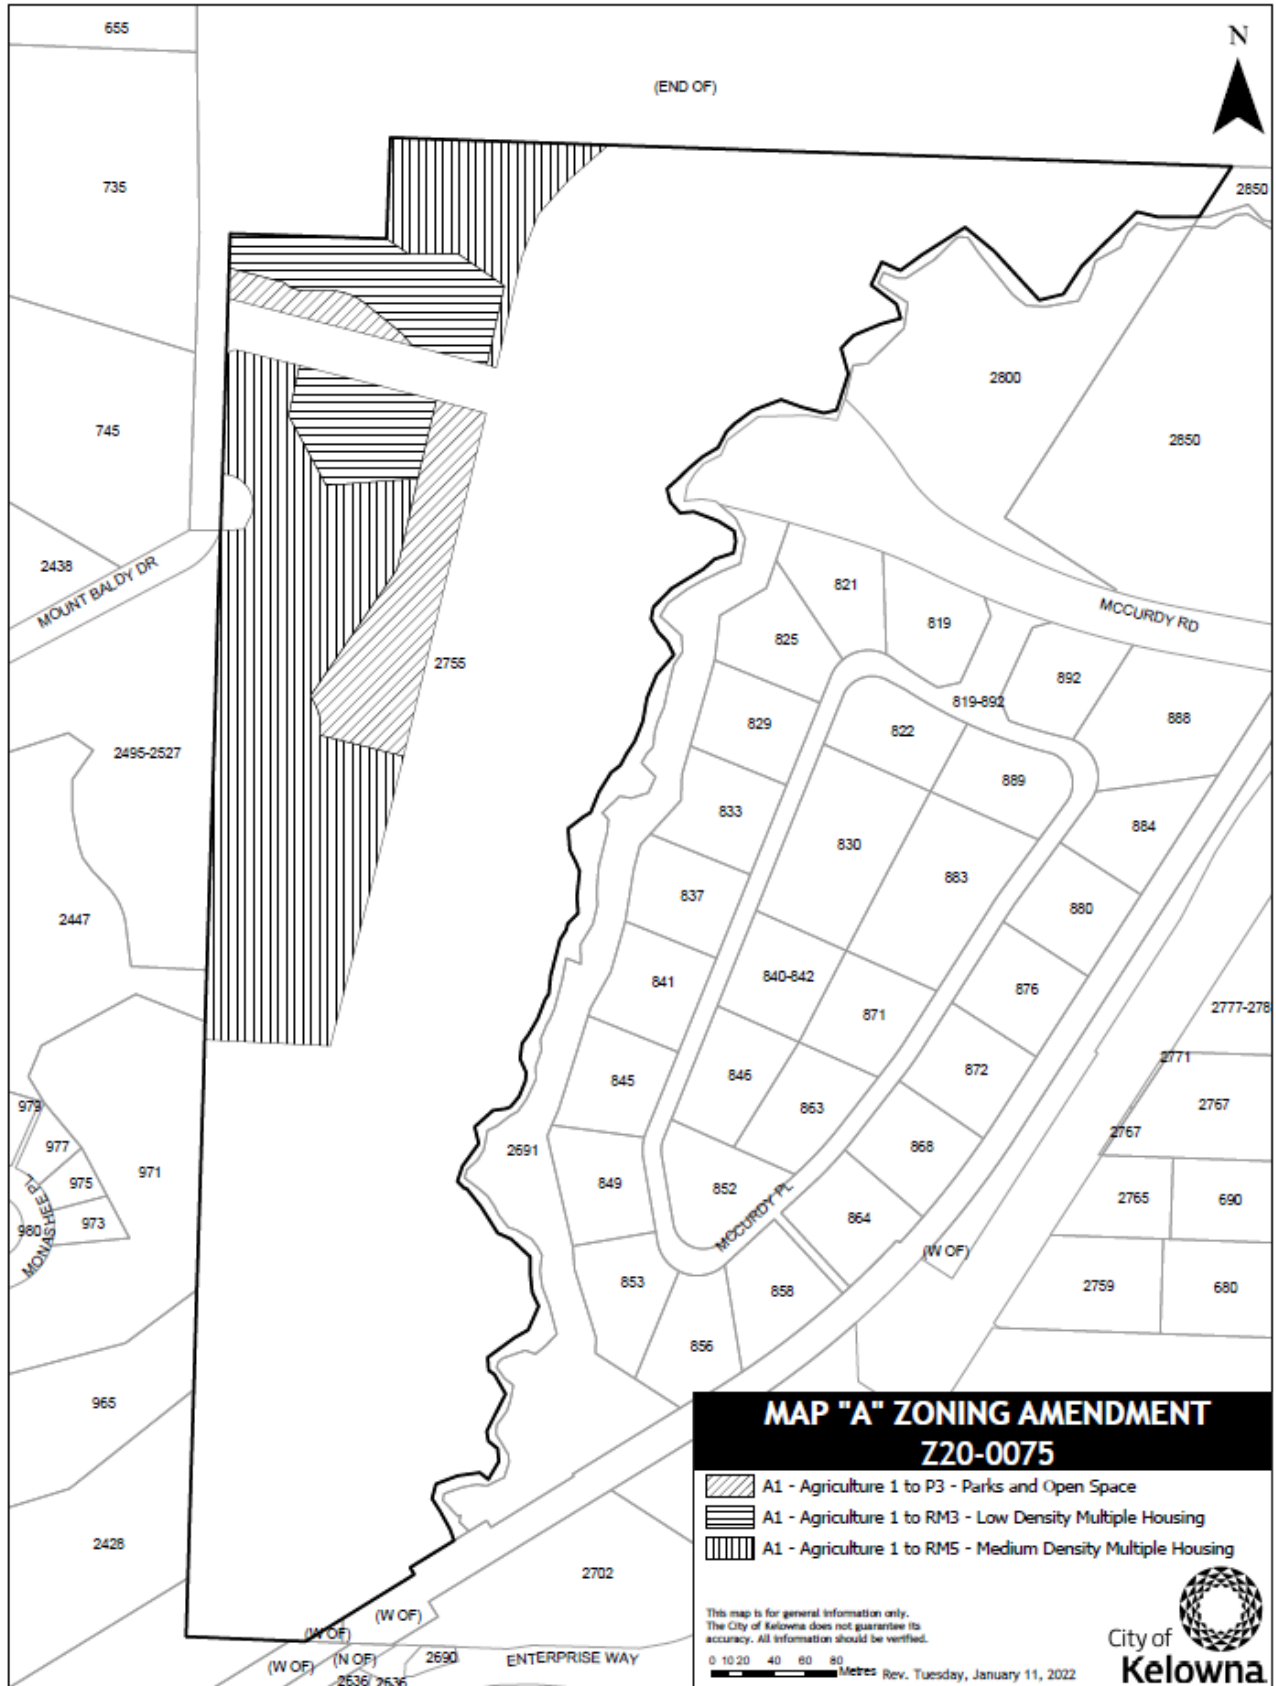 655
N
(END OF)
735
2850
2800
745
2850
2438
MOUNT BALDY DR
821
819
MCCURDY RD
825
2755
892
819-892
888
829
822
2495-2527
889
833
884
830
883
837
880
2447
841
840-842
876
871
2777-278
2771
845
846
872
863
2767
979
2767
977
868
971
2691
975
849
852
2765
690
973
980
MONASHEE PL
MCCURDY PL
864
(W OF)
853
858
2759
680
856
965
MAP "A" ZONING AMENDMENT
Z20-0075
A1 - Agriculture 1 to P3 - Parks and Open Space
A1 - Agriculture 1 to RM3 - Low Density Multiple Housing
A1 - Agriculture 1 to RM5 - Medium Density Multiple Housing
2428
2702
(W OF)
(W OF)
(W OF)
(N OF)
2690
ENTERPRISE WAY
2636
2636
This map is for general information only.
The City of Kelowna does not guarantee its
accuracy. All information should be verified.
0 10 20 40 60 80 Metres
Rev. Tuesday, January 11, 2022
City of
Kelowna